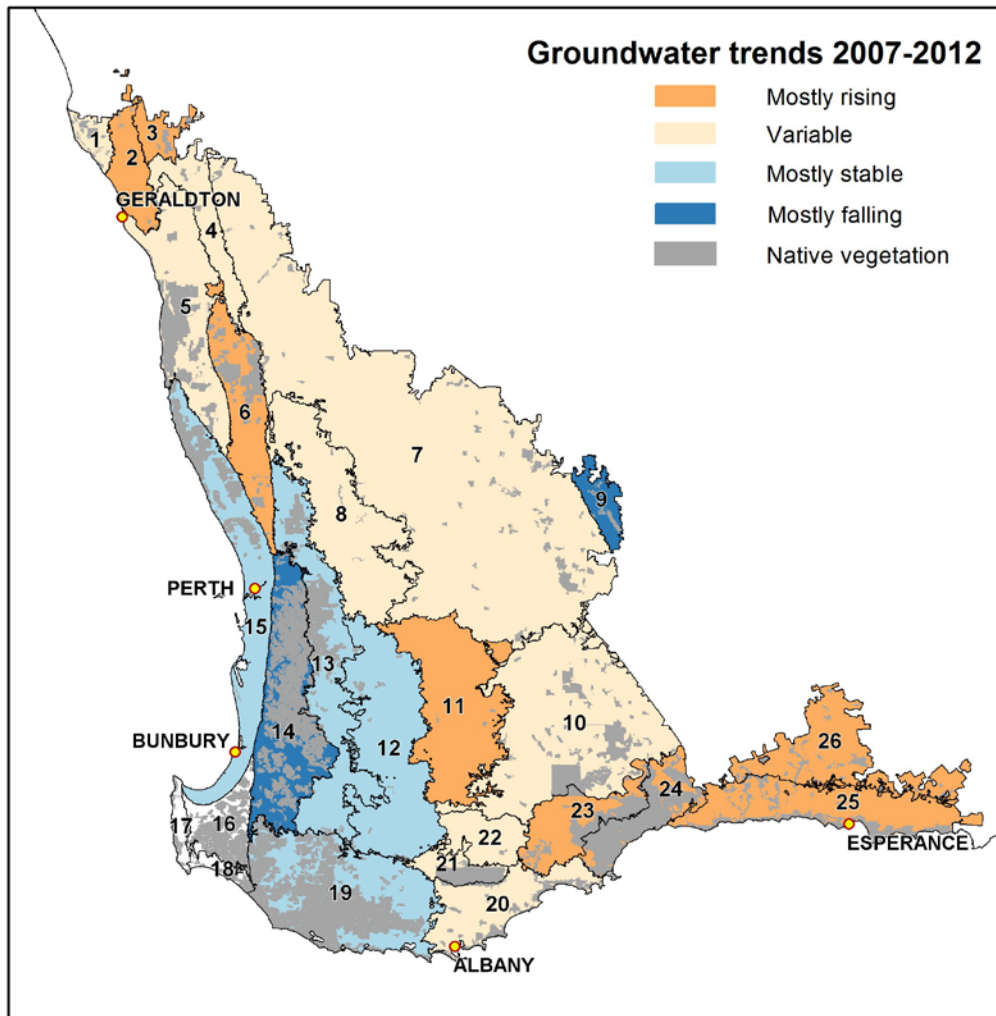 Groundwater trends 2007-2012
Mostly rising
Variable
Mostly stable
Mostly falling
Native vegetation
1
2
3
GERALDTON
4
5
6
7
8
9
PERTH
15
13
11
10
14
12
BUNBURY
26
24
23
25
16
17
22
ESPERANCE
18
21
19
20
ALBANY